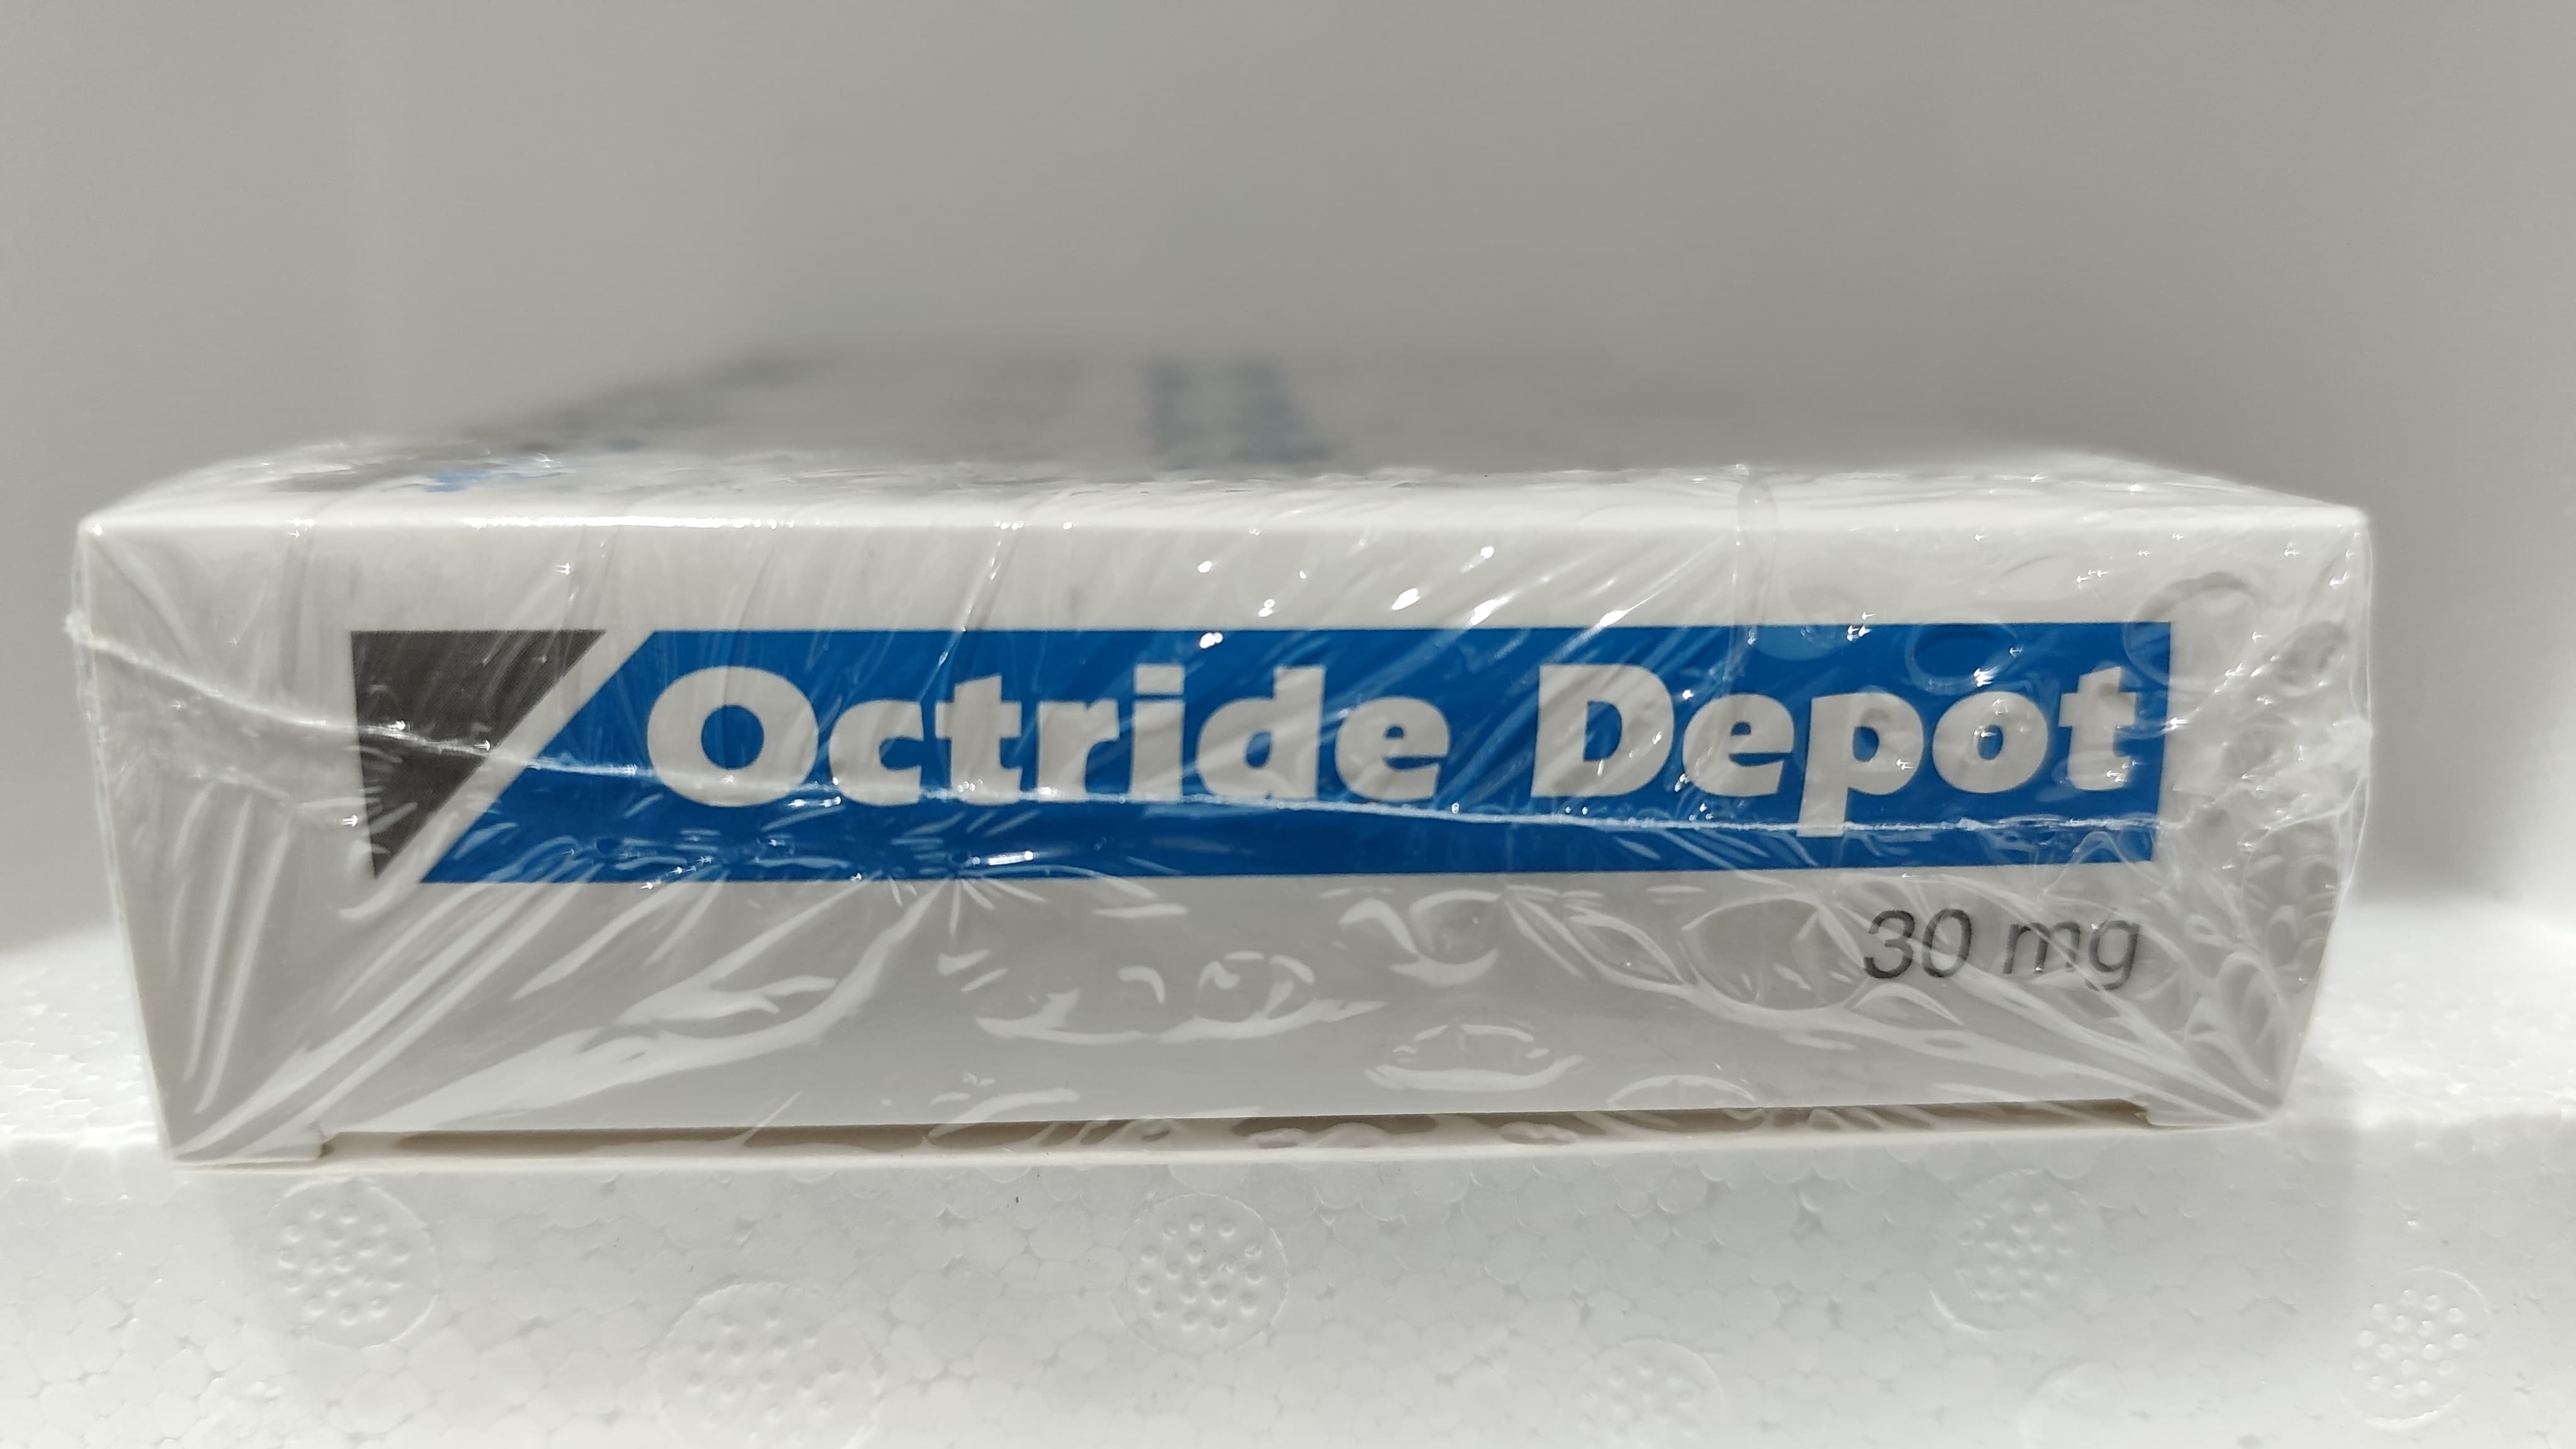 Octride Depot
30 mg